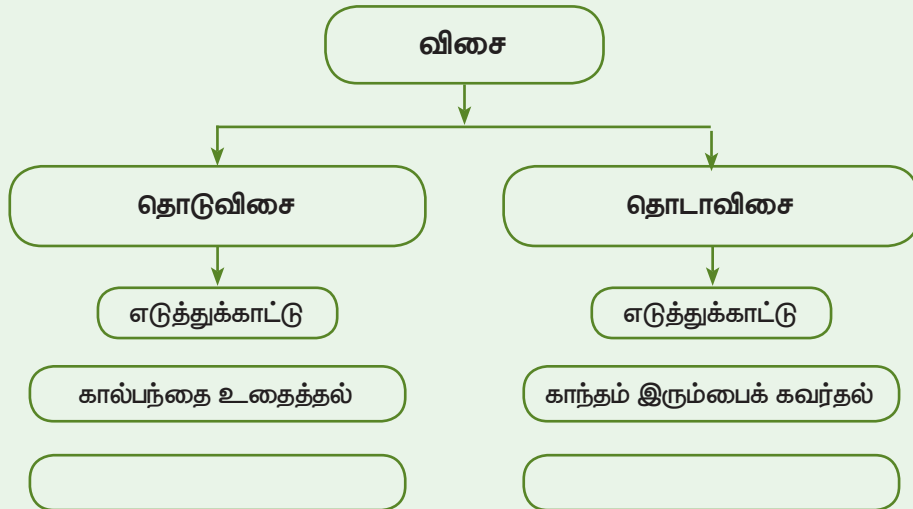 விசை
தொடுவிசை
தொடாவிசை
எடுத்துக்காட்டு
எடுத்துக்காட்டு
கால்பந்தை உதைத்தல்
காந்தம் இரும்பைக் கவர்தல்